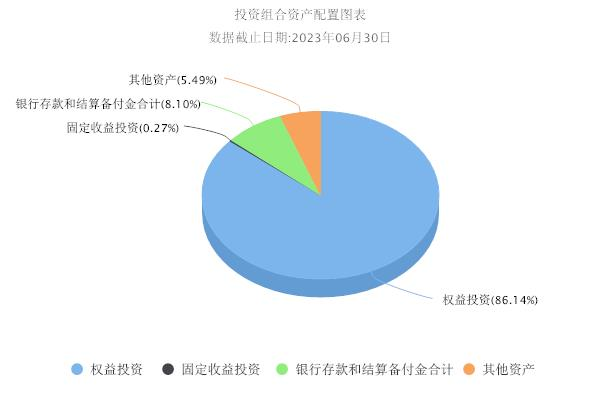 投资组合资产配置图表
数据截止日期:2023年06月30日
其他资产(5.49%)
银行存款和结算备付金合计(8.10%)
固定收益投资(0.27%)
权益投资(86.14%)
权益投资 固定收益投资 银行存款和结算备付金合计 其他资产